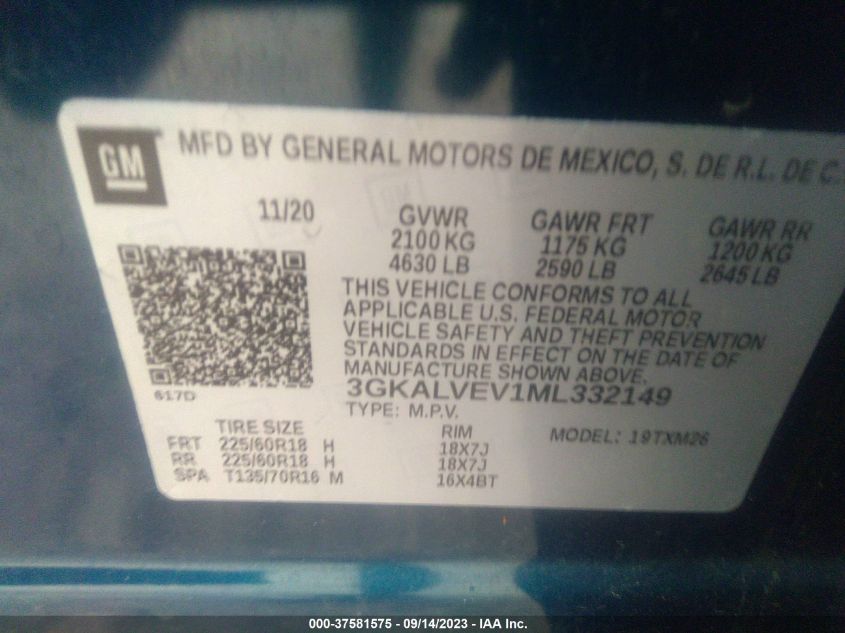 GM
MFD BY GENERAL MOTORS DE MEXICO, S. DE R.L. DE C.
11/20
GVWR
2100 KG
4630 LB
GAWR FRT
1175 KG
2590 LB
GAWR RR
1200 KG
2645 LB
THIS VEHICLE CONFORMS TO ALL
APPLICABLE U.S. FEDERAL MOTOR
VEHICLE SAFETY AND THEFT PREVENTION
STANDARDS IN EFFECT ON THE DATE OF
MANUFACTURE SHOWN ABOVE.
3GKALVEV1ML332149
TYPE: M.P.V.
617D
TIRE SIZE
RIM
MODEL: 19TXM26
FRT 225/60R18 H 18X7J
RR 225/60R18 H 18X7J
SPA T135/70R16 M 16X4BT
000-37581575 - 09/14/2023 - IAA Inc.